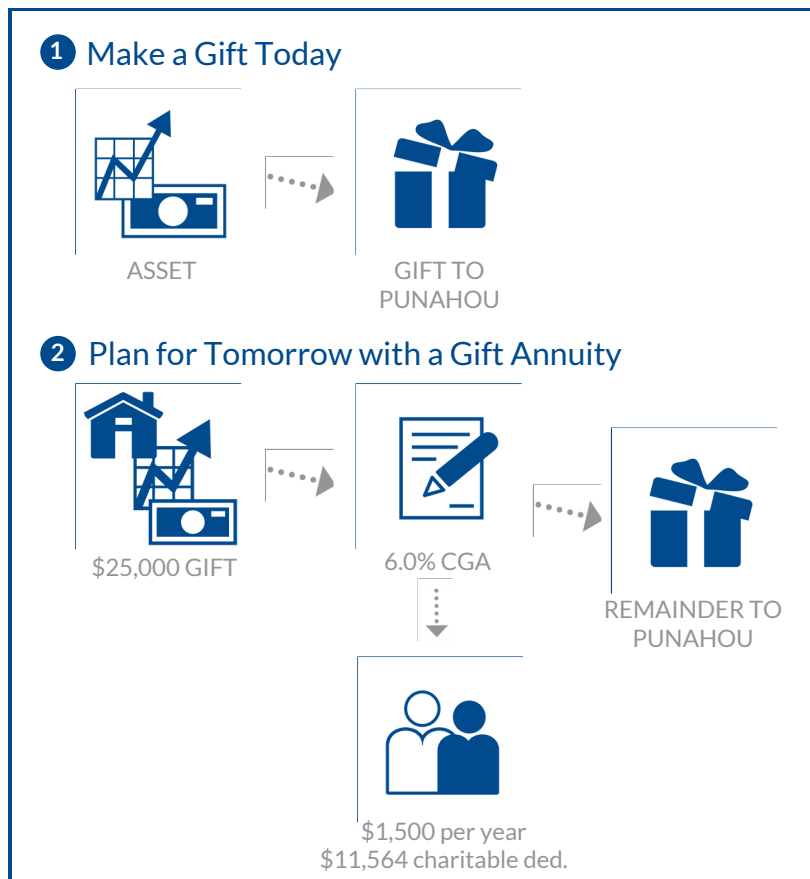 1 Make a Gift Today
ASSET
GIFT TO
PUNAHOU
2 Plan for Tomorrow with a Gift Annuity
$25,000 GIFT
6.0% CGA
REMAINDER TO
PUNAHOU
$1,500 per year
$11,564 charitable ded.